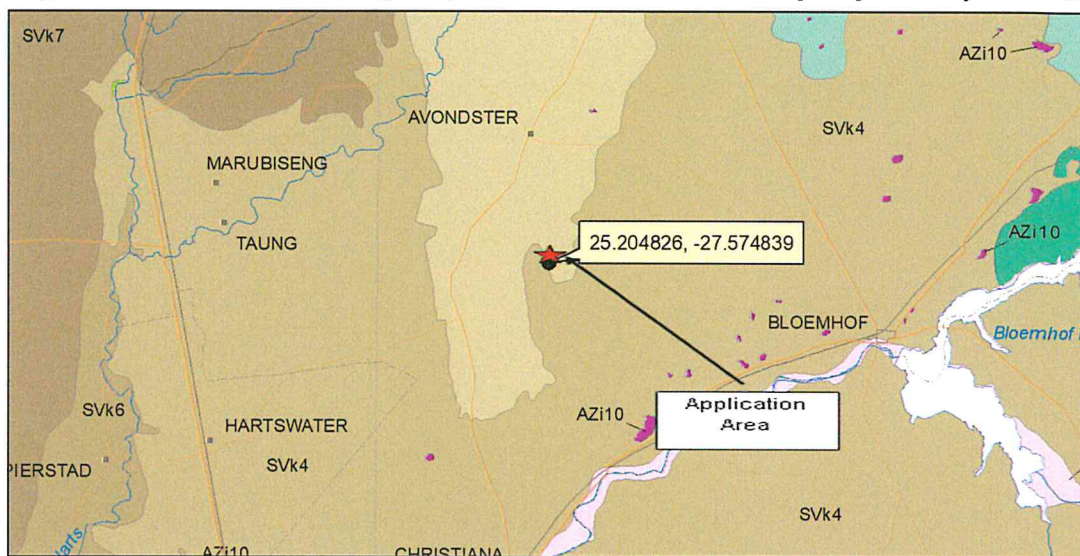 SVk7
AZi10
AVONDSTER
SVk4
MARUBISENG
TAUNG
AZi10
25.204826, -27.574839
BLOEMHOF
Bloemhof
Application
Area
SVk6
AZi10
HARTSWATER
PIERSTAD
SVk4
SVk4
Harts
AZi10
CHRISTIANA